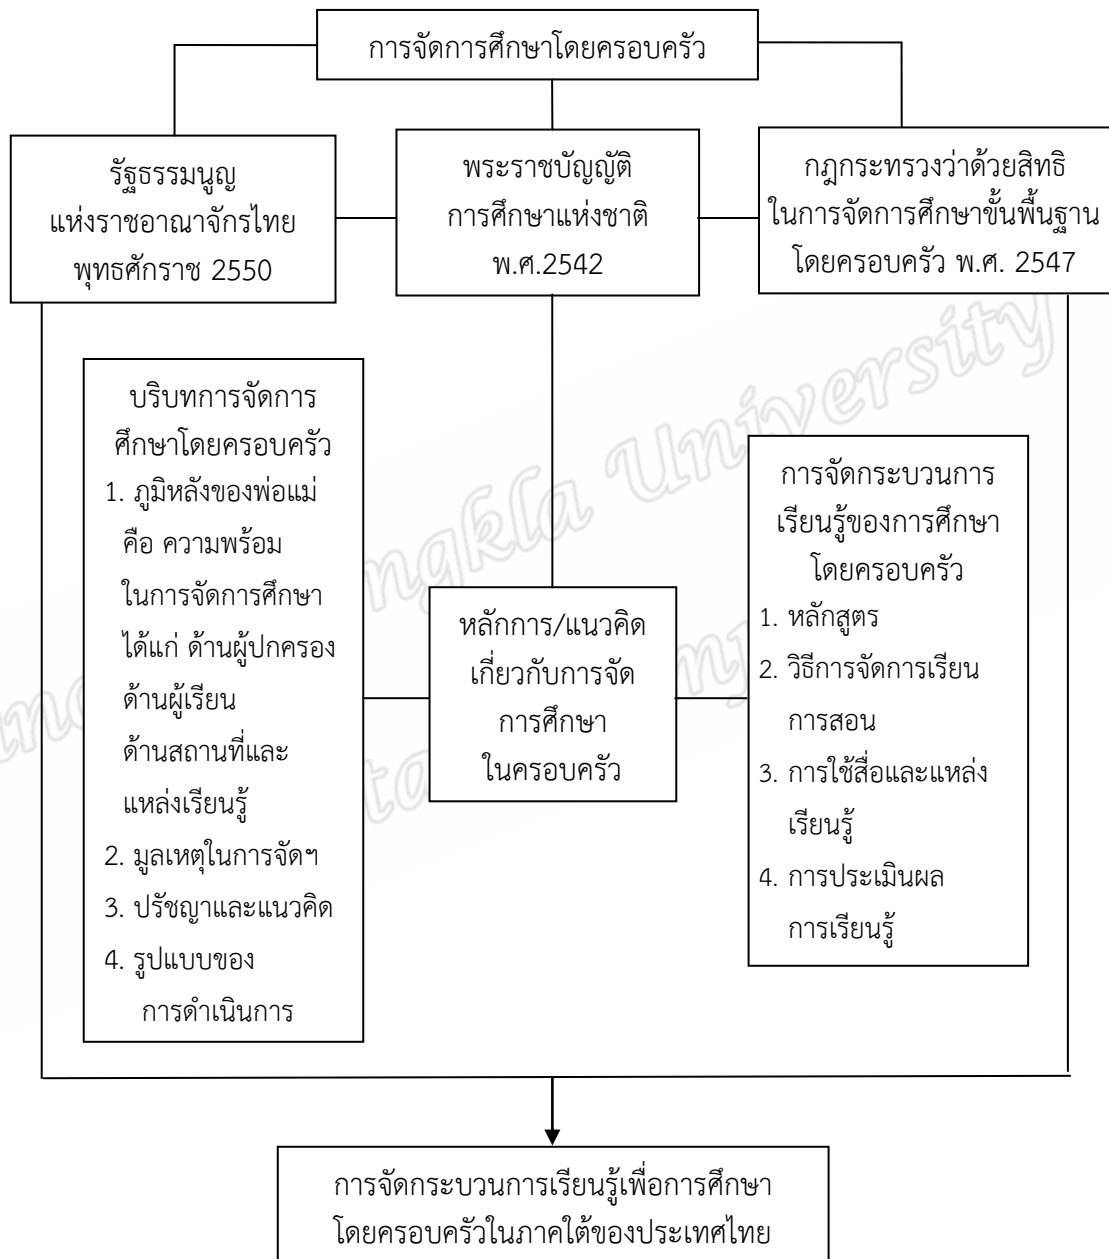 การจัดการศึกษาโดยครอบครัว
รัฐธรรมนูญ
แห่งราชอาณาจักรไทย
พุทธศักราช 2550
พระราชบัญญัติ
การศึกษาแห่งชาติ
พ.ศ.2542
กฎกระทรวงว่าด้วยสิทธิ
ในการจัดการศึกษาขั้นพื้นฐาน
โดยครอบครัว พ.ศ. 2547
บริบทการจัดการ
ศึกษาโดยครอบครัว
1. ภูมิหลังของพ่อแม่
คือ ความพร้อม
ในการจัดการศึกษา
ได้แก่ ด้านผู้ปกครอง
ด้านผู้เรียน
ด้านสถานที่และ
แหล่งเรียนรู้
2. มูลเหตุในการจัดฯ
3. ปรัชญาและแนวคิด
4. รูปแบบของ
การดำเนินการ
หลักการ/แนวคิด
เกี่ยวกับการจัด
การศึกษา
ในครอบครัว
การจัดกระบวนการ
เรียนรู้ของการศึกษา
โดยครอบครัว
1. หลักสูตร
2. วิธีการจัดการเรียน
การสอน
3. การใช้สื่อและแหล่ง
เรียนรู้
4. การประเมินผล
การเรียนรู้
การจัดกระบวนการเรียนรู้เพื่อการศึกษา
โดยครอบครัวในภาคใต้ของประเทศไทย
University